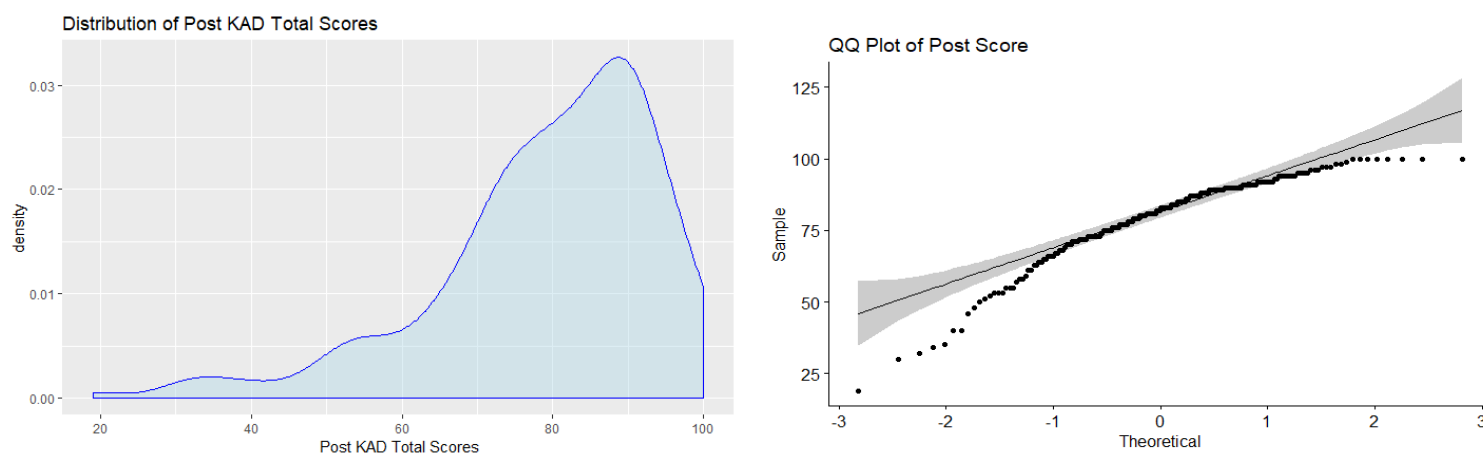 Distribution of Post KAD Total Scores
0.03
0.02
0.01
0.00
density
20 40 60 80 100
Post KAD Total Scores
QQ Plot of Post Score
125
100
75
50
25
Sample
-3 -2 -1 0 1 2 3
Theoretical